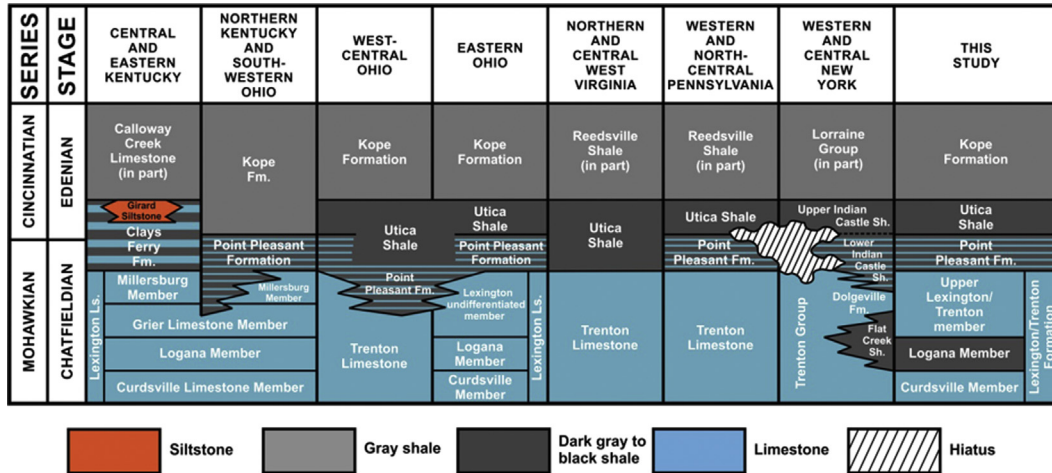 SERIES
STAGE
CENTRAL
AND
EASTERN
KENTUCKY
NORTHERN
KENTUCKY
AND
SOUTH-
WESTERN
OHIO
WEST-
CENTRAL
OHIO
EASTERN
OHIO
NORTHERN
AND
CENTRAL
WEST
VIRGINIA
WESTERN
AND
NORTH-
CENTRAL
PENNSYLVANIA
WESTERN
AND
CENTRAL
NEW
YORK
THIS
STUDY
CINCINNATIAN
EDENIAN
MOHAWKIAN
CHATFIELDIAN
Calloway
Creek
Limestone
(in part)
Girard
Siltstone
Clays
Ferry
Fm.
Lexington Ls.
Millersburg
Member
Grier Limestone Member
Logana Member
Curdsville Limestone Member
Kope
Fm.
Point Pleasant
Formation
Millersburg
Member
Kope
Formation
Utica
Shale
Point
Pleasant Fm.
Trenton
Limestone
Kope
Formation
Utica
Shale
Point Pleasant
Formation
Lexington
undifferentiated
member
Logana
Member
Curdsville
Member
Lexington Ls.
Reedsville
Shale
(in part)
Utica
Shale
Trenton
Limestone
Reedsville
Shale
(in part)
Utica Shale
Point
Pleasant Fm.
Trenton
Limestone
Lorraine
Group
(in part)
Upper Indian
Castle Sh.
Lower
Indian
Castle
Sh.
Dolgeville
Fm.
Flat
Creek
Sh.
Trenton Group
Kope
Formation
Utica
Shale
Point
Pleasant Fm.
Upper
Lexington/
Trenton
member
Logana Member
Curdsville Member
Lexington/Trenton
Formation
Siltstone
Gray shale
Dark gray to
black shale
Limestone
Hiatus